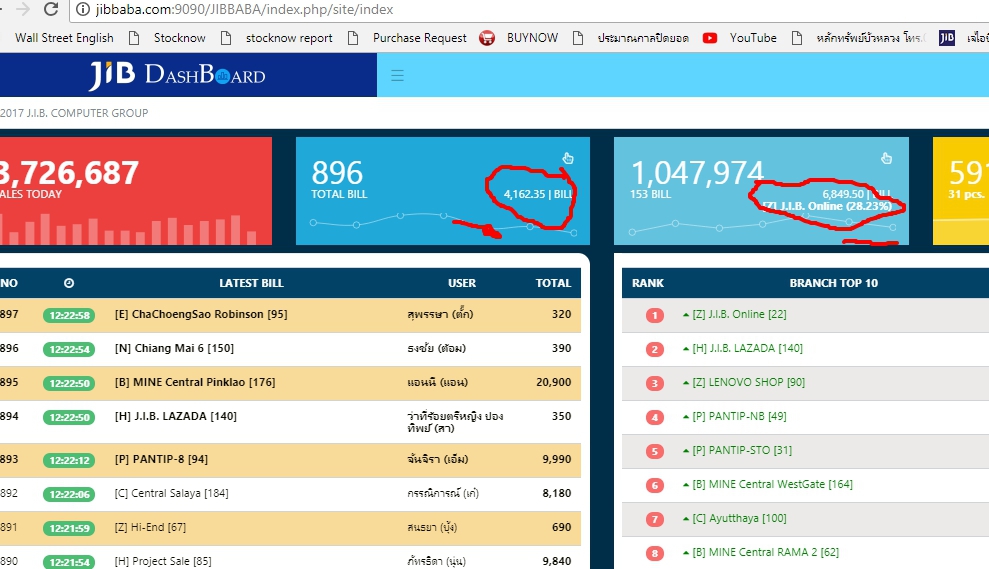 jibbaba.com:9090/JIBBABA/index.php/site/index
Wall Street English Stocknow stocknow report Purchase Request BUYNOW ประมาณกาลปิดยอด YouTube หลักทรัพย์บัวหลวง โทร. JIB
JIB DASHBOARD
2017 J.I.B. COMPUTER GROUP
3,726,687
ALES TODAY
896
TOTAL BILL 4,162.35 | BILL
1,047,974
153 BILL 6,849.50 | BILL
[Z] J.I.B. Online (28.23%)
591
31 pcs.
NO LATEST BILL USER TOTAL
897 12:22:58 [E] ChaChoengSao Robinson [95] สุพรรษา (ตั๊ก) 320
896 12:22:54 [N] Chiang Mai 6 [150] ธงชัย (ต้อม) 390
895 12:22:50 [B] MINE Central Pinklao [176] แอนนี่ (แอน) 20,900
894 12:22:50 [H] J.I.B. LAZADA [140] ว่าที่ร้อยตรีหญิง ปอง
ทิพย์ (สา) 350
893 12:22:12 [P] PANTIP-8 [94] จันจิรา (เอ็ม) 9,990
892 12:22:06 [C] Central Salaya [184] กรรณิการณ์ (เก๋) 8,180
891 12:21:59 [Z] Hi-End [67] สนธยา (บุ้ง) 690
890 12:21:54 [H] Project Sale [85] ภัทรธิดา (นุ่น) 9,840
RANK BRANCH TOP 10
1 [Z] J.I.B. Online [22]
2 [H] J.I.B. LAZADA [140]
3 [Z] LENOVO SHOP [90]
4 [P] PANTIP-NB [49]
5 [P] PANTIP-STO [31]
6 [B] MINE Central WestGate [164]
7 [C] Ayutthaya [100]
8 [B] MINE Central RAMA 2 [62]